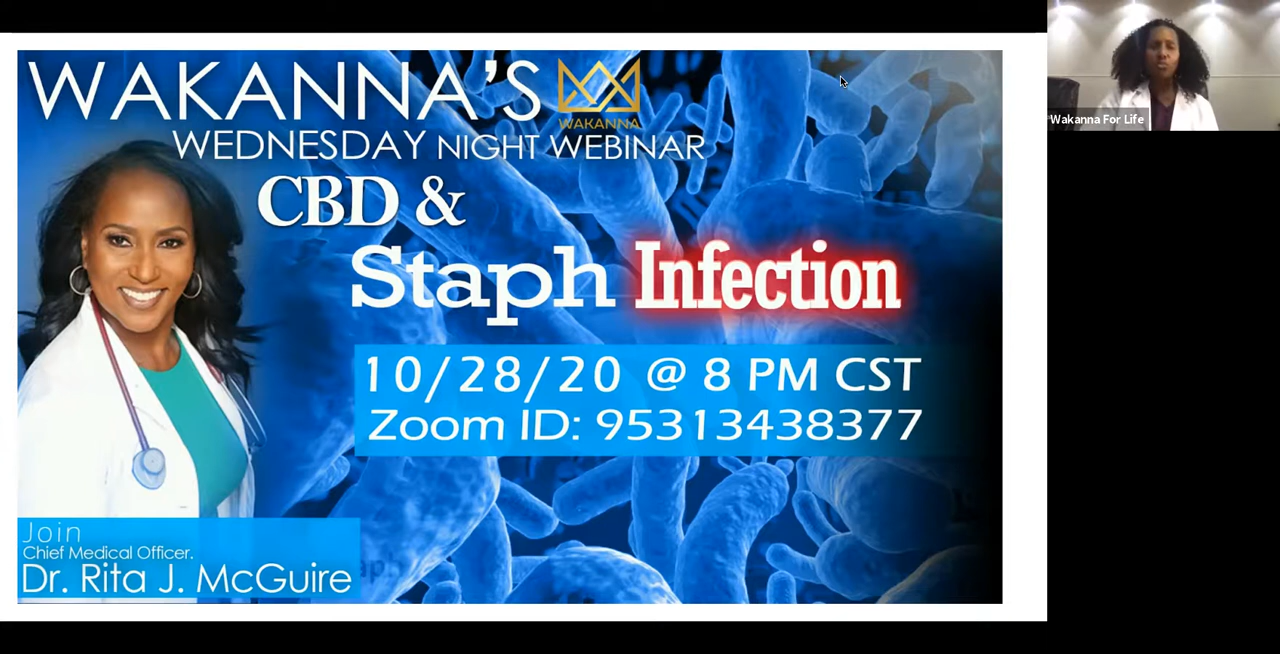 WAKANNA'S
WAKANNA
WEDNESDAY NIGHT WEBINAR
CBD &
Staph Infection
10/28/20 @ 8 PM CST
Zoom ID: 95313438377
Join
Chief Medical Officer.
Dr. Rita J. McGuire
Wakanna For Life